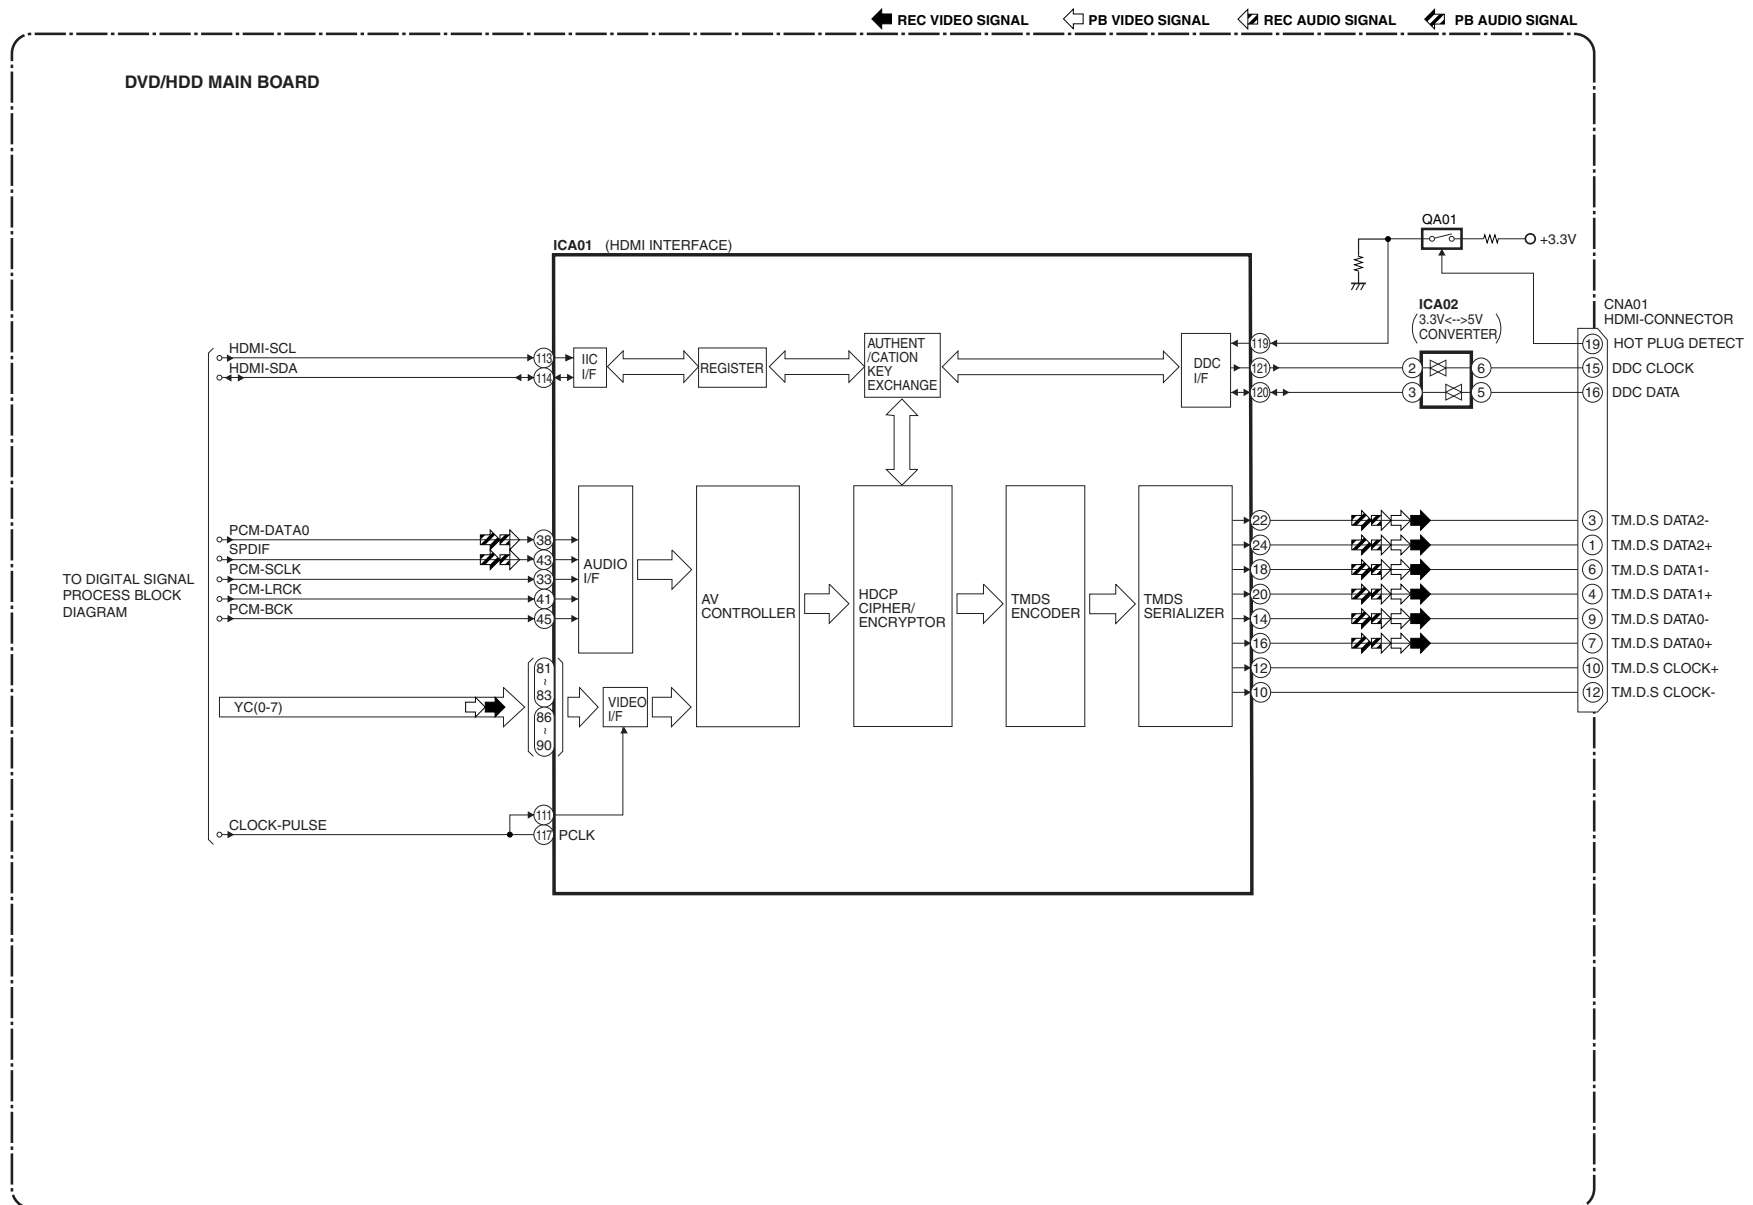 REC VIDEO SIGNAL PB VIDEO SIGNAL REC AUDIO SIGNAL PB AUDIO SIGNAL
DVD/HDD MAIN BOARD
QA01
+3.3V
ICA01 (HDMI INTERFACE)
ICA02
(3.3V<-->5V
CONVERTER)
CNA01
HDMI-CONNECTOR
HDMI-SCL
HDMI-SDA
113
114
IIC
I/F
REGISTER
AUTHENT
/CATION
KEY
EXCHANGE
DDC
I/F
119
121
120
2
3
6
5
19 HOT PLUG DETECT
15 DDC CLOCK
16 DDC DATA
TO DIGITAL SIGNAL
PROCESS BLOCK
DIAGRAM
PCM-DATA0 38
SPDIF 43
PCM-SCLK 33
PCM-LRCK 41
PCM-BCK 45
AUDIO
I/F
AV
CONTROLLER
HDCP
CIPHER/
ENCRYPTOR
TMDS
ENCODER
TMDS
SERIALIZER
22 3 T.M.D.S DATA2-
24 1 T.M.D.S DATA2+
18 6 T.M.D.S DATA1-
20 4 T.M.D.S DATA1+
14 9 T.M.D.S DATA0-
16 7 T.M.D.S DATA0+
12 10 T.M.D.S CLOCK+
10 12 T.M.D.S CLOCK-
YC(0-7)
81
~
83
86
~
90
VIDEO
I/F
CLOCK-PULSE
111
117 PCLK